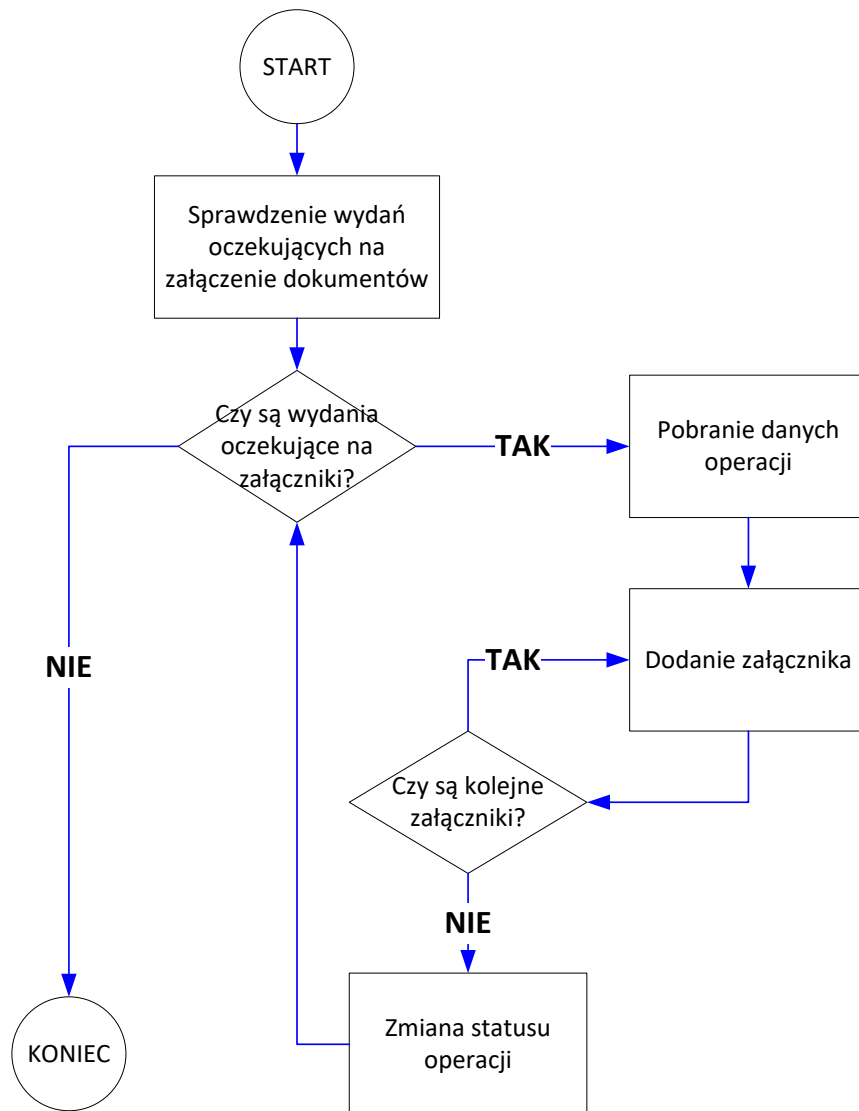 START
Sprawdzenie wydań
oczekujących na
załączenie dokumentów
Czy są wydania
oczekujące na
załączniki?
TAK
Pobranie danych
operacji
NIE
TAK
Dodanie załącznika
Czy są kolejne
załączniki?
NIE
Zmiana statusu
operacji
KONIEC